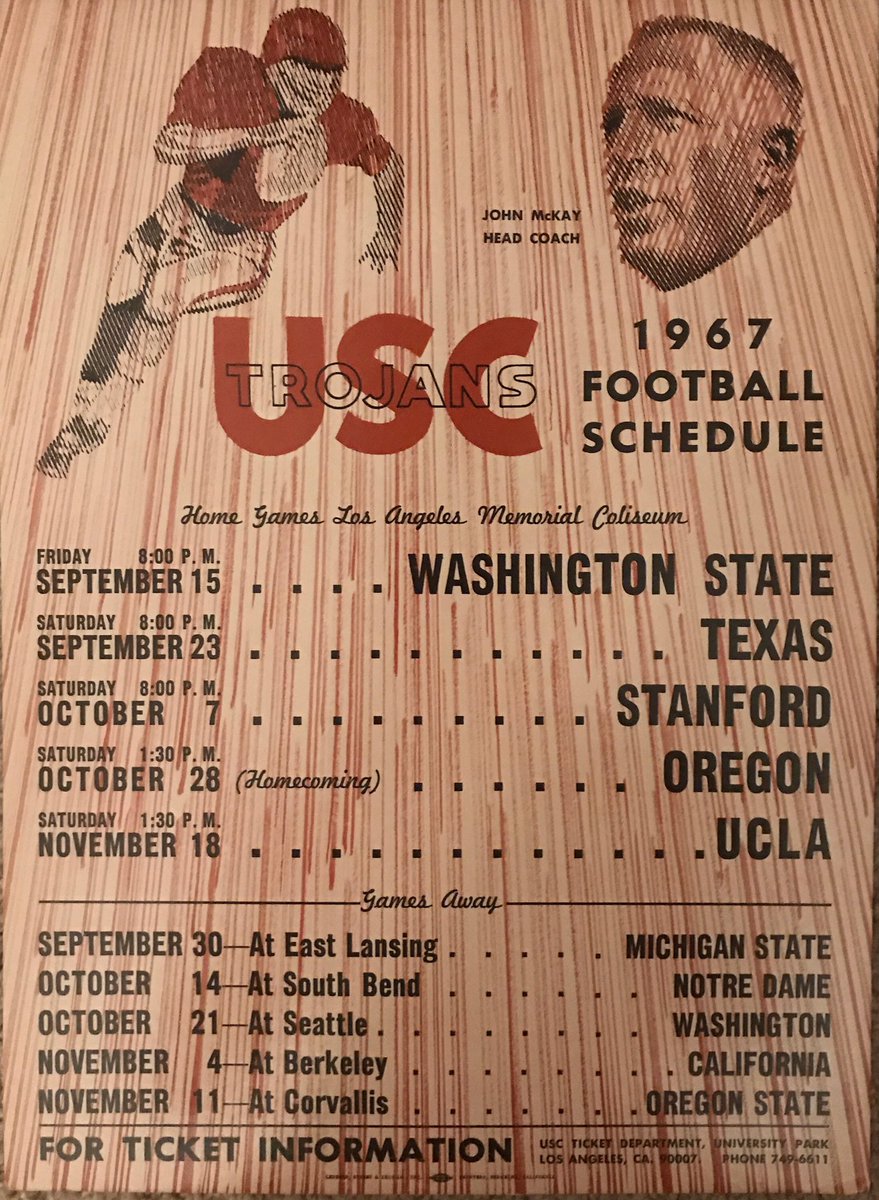 JOHN McKAY
HEAD COACH
USC
TROJANS
1967
FOOTBALL
SCHEDULE
Home Games Los Angeles Memorial Coliseum
FRIDAY 8:00 P. M.
SEPTEMBER 15 . . . . WASHINGTON STATE
SATURDAY 8:00 P. M.
SEPTEMBER 23 . . . . . . . . . . . TEXAS
SATURDAY 8:00 P. M.
OCTOBER 7 . . . . . . . . . STANFORD
SATURDAY 1:30 P. M.
OCTOBER 28 (Homecoming) . . . . . . OREGON
SATURDAY 1:30 P. M.
NOVEMBER 18 . . . . . . . . . . . . UCLA
Games Away
SEPTEMBER 30—At East Lansing . . . . . MICHIGAN STATE
OCTOBER 14—At South Bend . . . . . . NOTRE DAME
OCTOBER 21—At Seattle . . . . . . . . WASHINGTON
NOVEMBER 4—At Berkeley . . . . . . . . CALIFORNIA
NOVEMBER 11—At Corvallis . . . . . . . OREGON STATE
FOR TICKET INFORMATION
USC TICKET DEPARTMENT, UNIVERSITY PARK
LOS ANGELES, CA. 90007. PHONE 749-6611